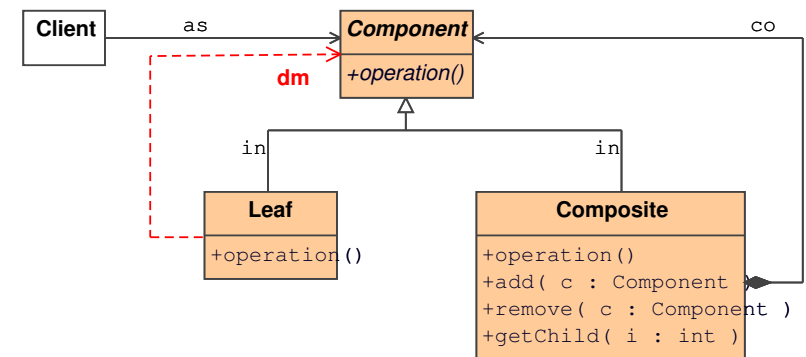 Client
as
Component
co
+operation()
dm
in
in
Leaf
+operation()
Composite
+operation()
+add( c : Component )
+remove( c : Component )
+getChild( i : int )